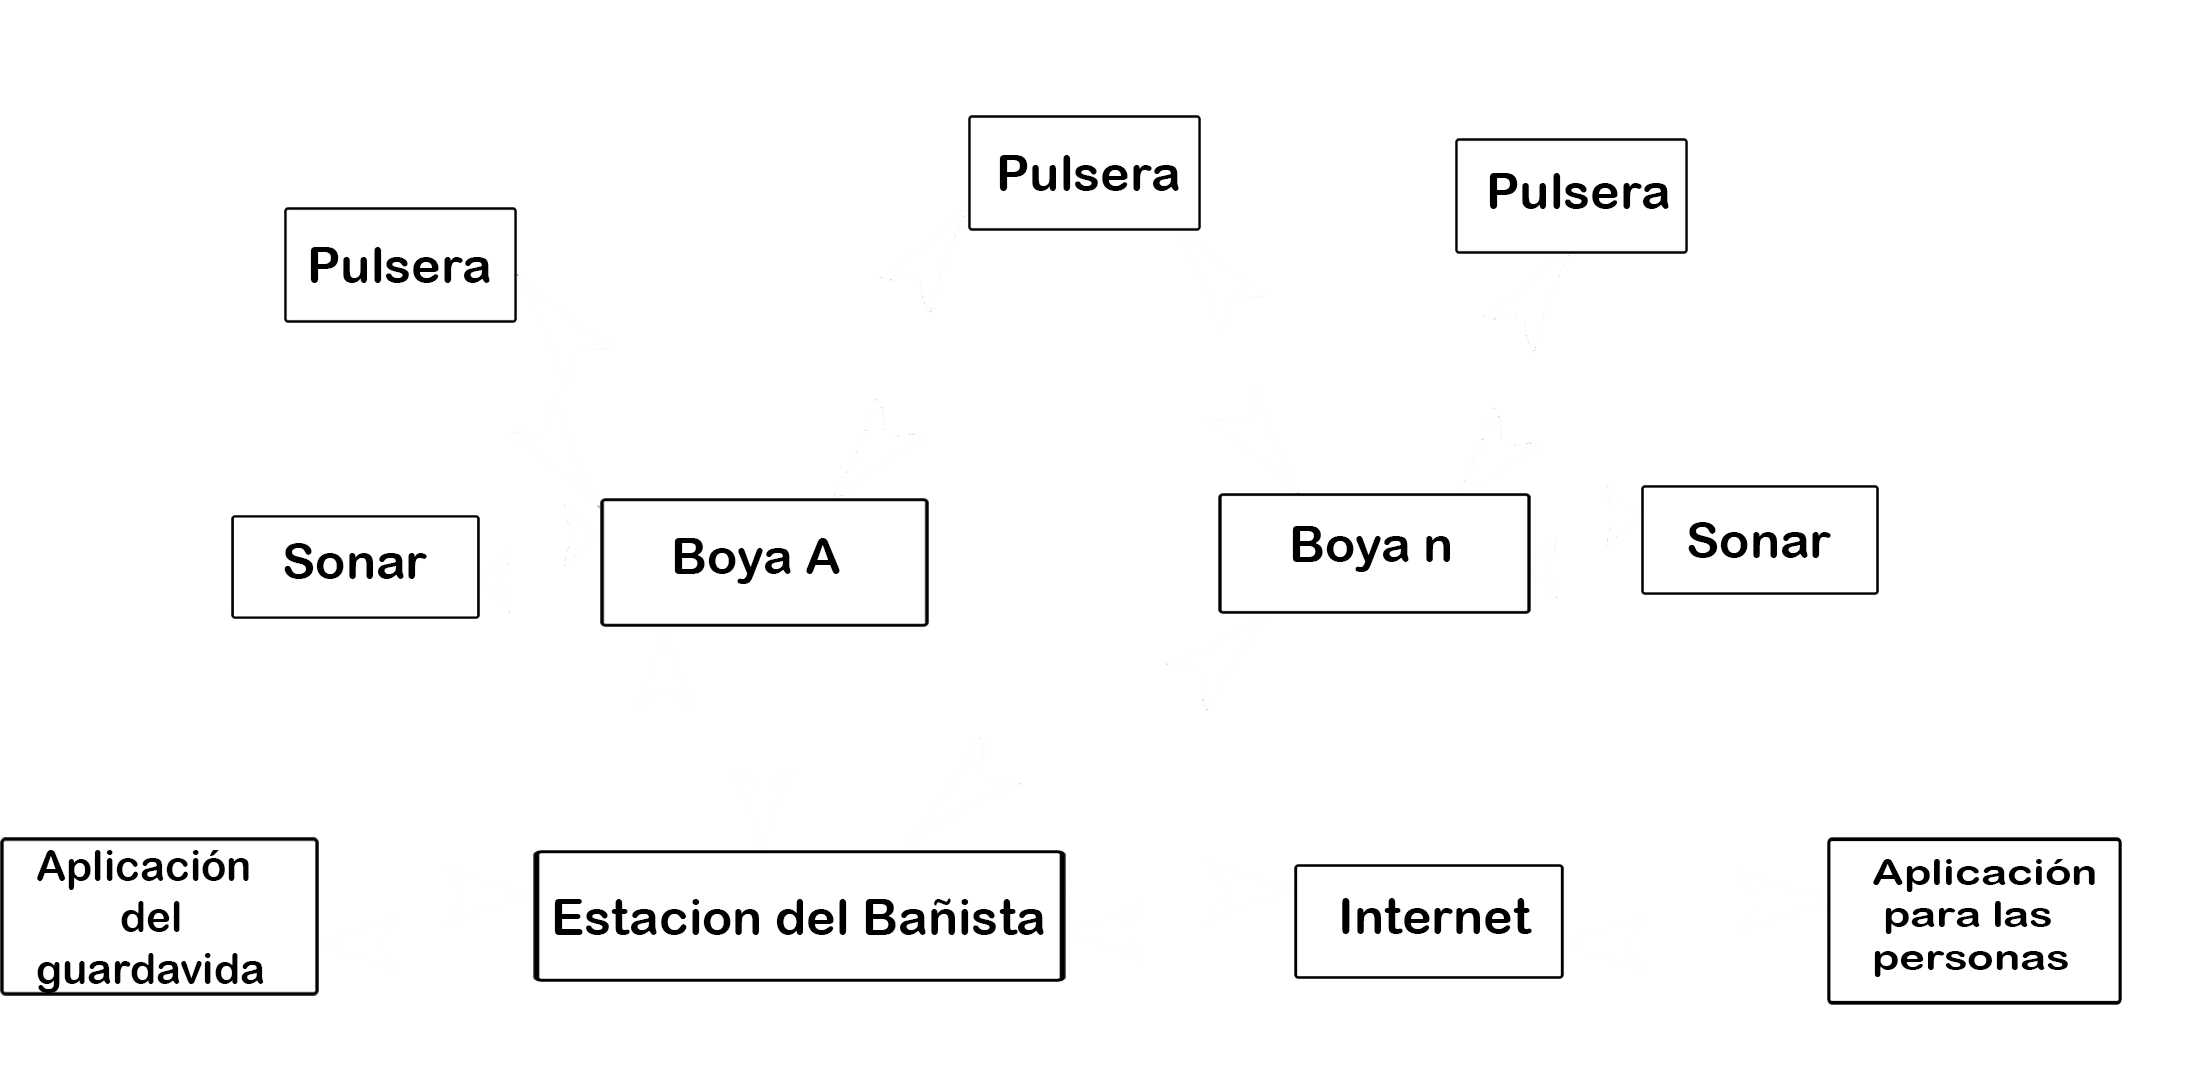 Pulsera
Pulsera
Pulsera
Sonar
Boya A
Boya n
Sonar
Aplicación
del
guardavida
Estacion del Bañista
Internet
Aplicación
para las
personas